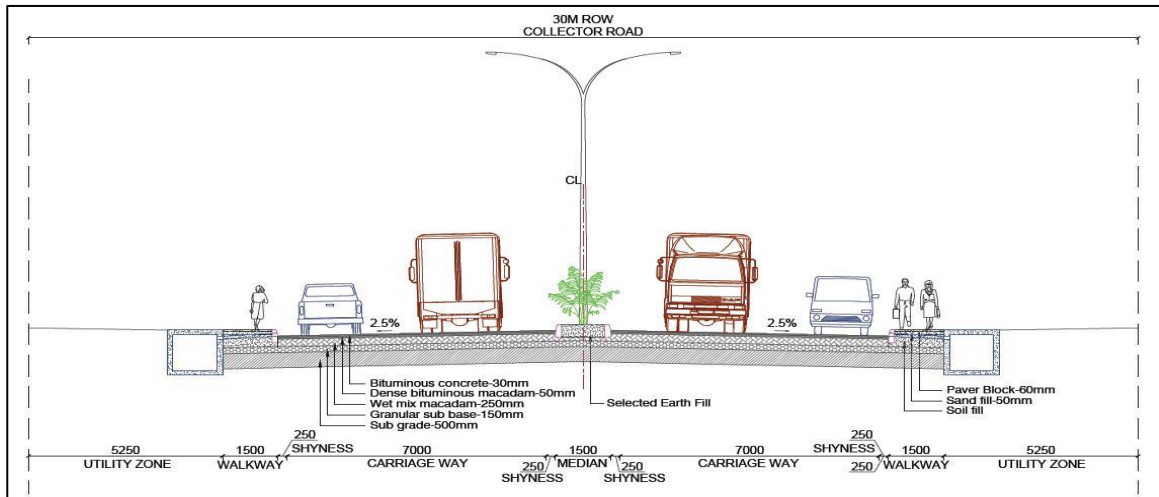 30M ROW
COLLECTOR ROAD
CL
2.5%
2.5%
Bituminous concrete-30mm
Dense bituminous macadam-50mm
Wet mix macadam-250mm
Granular sub base-150mm
Sub grade-500mm
Selected Earth Fill
Paver Block-60mm
Sand fill-50mm
Soil fill
5250
UTILITY ZONE
1500
WALKWAY
250
SHYNESS
7000
CARRIAGE WAY
250
SHYNESS
1500
MEDIAN
250
SHYNESS
7000
CARRIAGE WAY
250
SHYNESS
250
1500
WALKWAY
5250
UTILITY ZONE